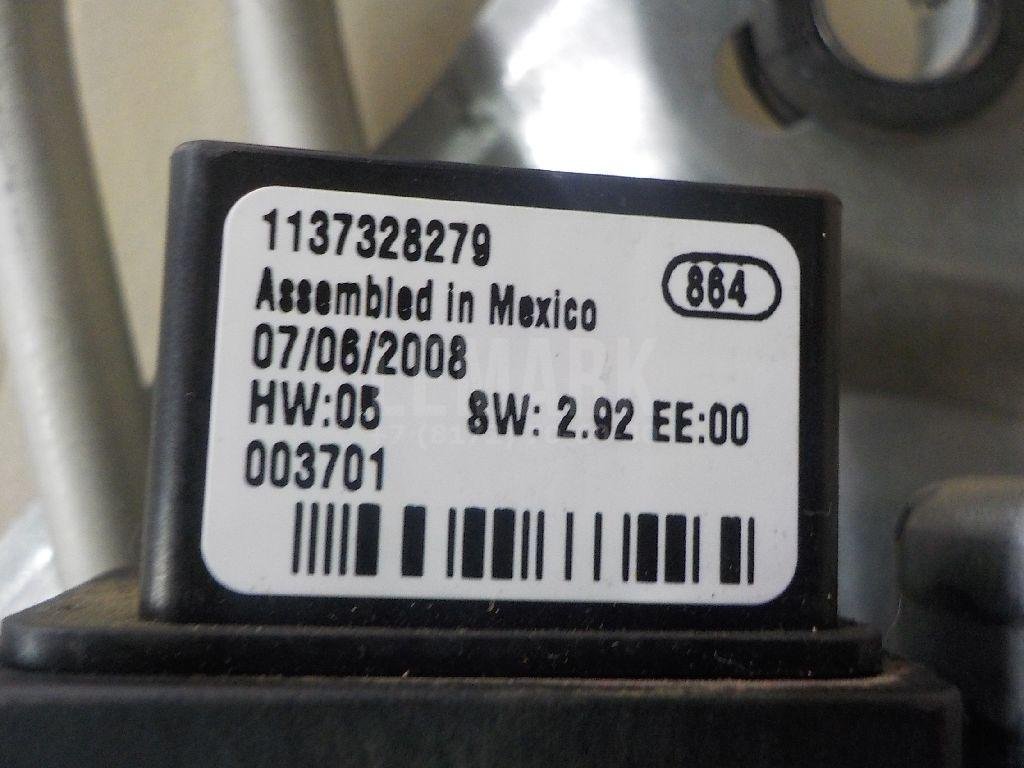 1137328279
864
Assembled in Mexico
07/06/2008
HW:05 SW: 2.92 EE:00
003701